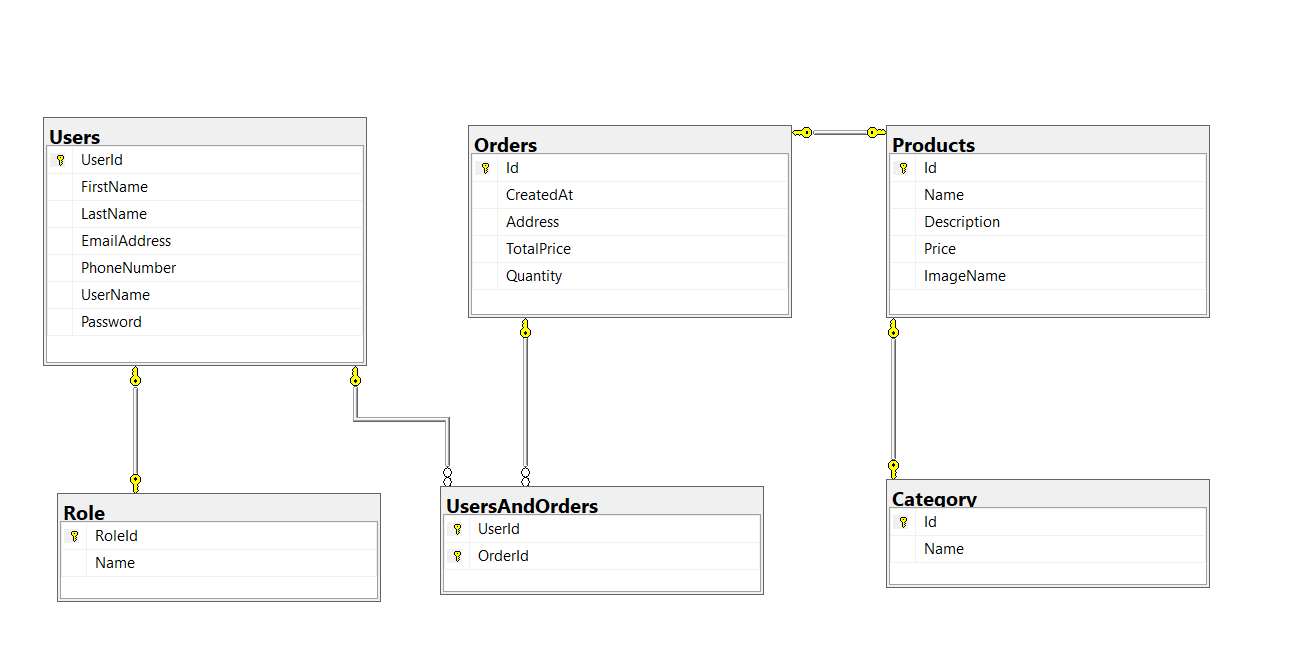 Users
UserId
FirstName
LastName
EmailAddress
PhoneNumber
UserName
Password
Orders
Id
CreatedAt
Address
TotalPrice
Quantity
Products
Id
Name
Description
Price
ImageName
Role
RoleId
Name
UsersAndOrders
UserId
OrderId
Category
Id
Name